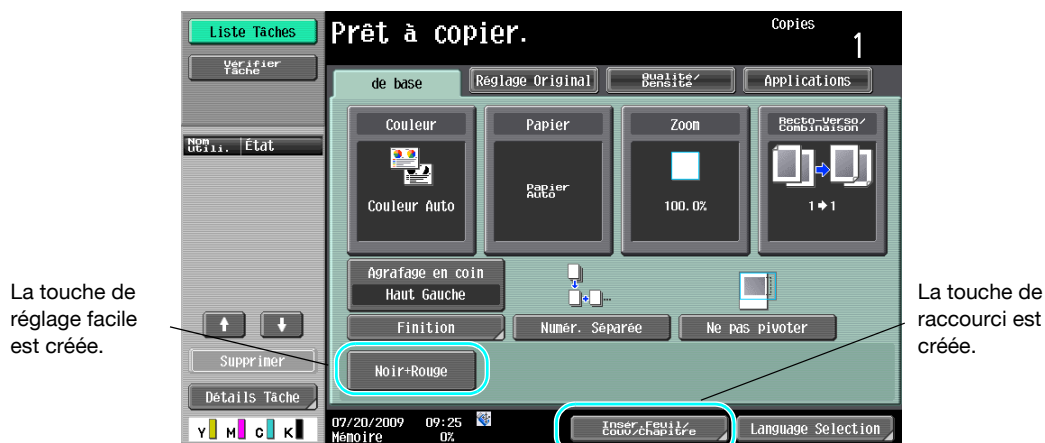 Liste Tâches
Vérifier
Tâche
Nom
Utili. État
Supprimer
Détails Tâche
Y M C K
Prêt à copier.
Copies
1
de base
Réglage Original
Qualité/
Densité
Applications
Couleur
Couleur Auto
Papier
Papier
Auto
Zoom
100.0%
Recto-Verso/
Combinaison
1 → 1
Agrafage en coin
Haut Gauche
Finition
Numér. Séparée
Ne pas pivoter
Noir+Rouge
07/20/2009 09:25
Mémoire 0%
Insér.Feuil/
Couv/Chapitre
Language Selection
La touche de
réglage facile
est créée.
La touche de
raccourci est
créée.